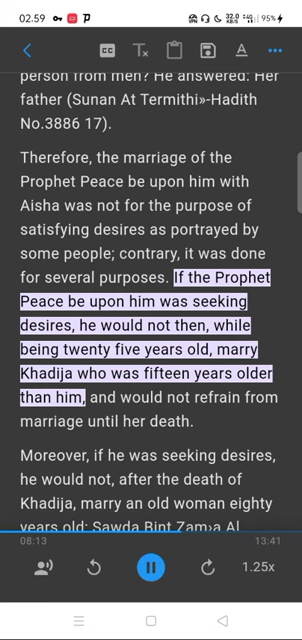 02.59
32.0
KB/S
95%
CC
person from men? He answered: Her
father (Sunan At Termithi»-Hadith
No.3886 17).
Therefore, the marriage of the
Prophet Peace be upon him with
Aisha was not for the purpose of
satisfying desires as portrayed by
some people; contrary, it was done
for several purposes. If the Prophet
Peace be upon him was seeking
desires, he would not then, while
being twenty five years old, marry
Khadija who was fifteen years older
than him, and would not refrain from
marriage until her death.
Moreover, if he was seeking desires,
he would not, after the death of
Khadija, marry an old woman eighty
years old: Sawda Bint Zam›a Al
08:13
13:41
1.25x